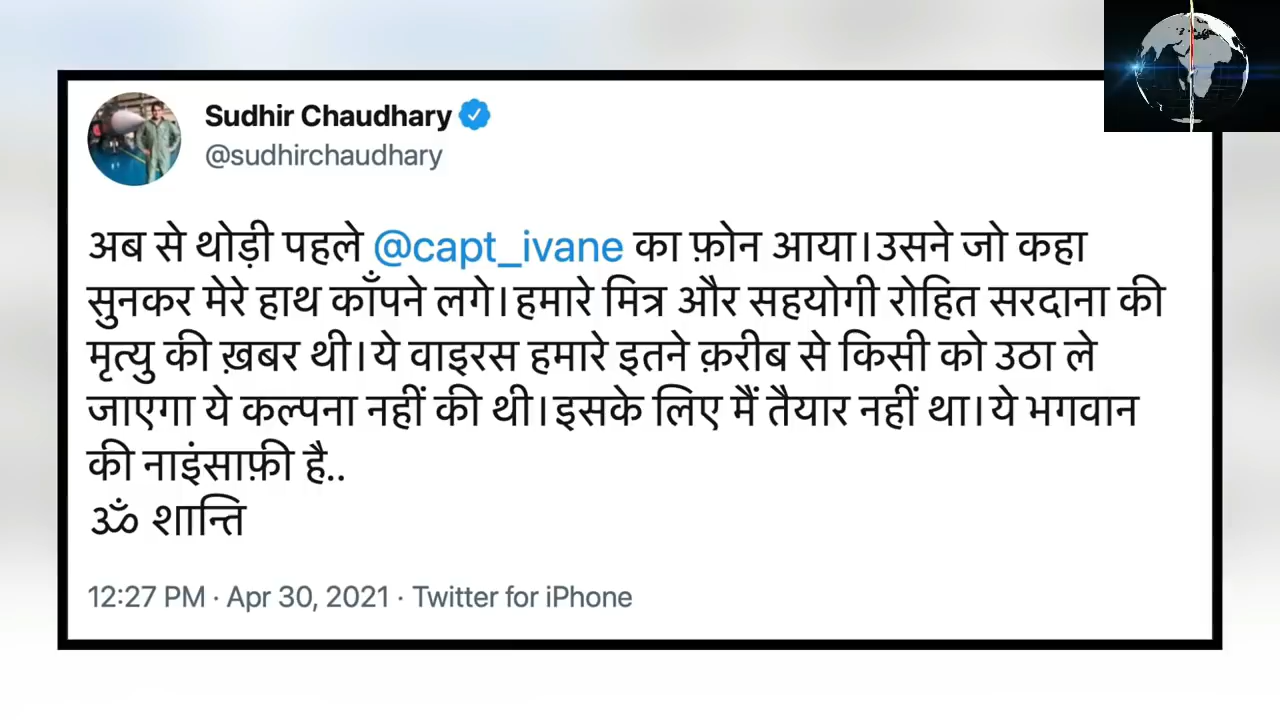 Sudhir Chaudhary
@sudhirchaudhary
अब से थोड़ी पहले @capt_ivane का फ़ोन आया।उसने जो कहा
सुनकर मेरे हाथ काँपने लगे।हमारे मित्र और सहयोगी रोहित सरदाना की
मृत्यु की ख़बर थी।ये वाइरस हमारे इतने क़रीब से किसी को उठा ले
जाएगा ये कल्पना नहीं की थी।इसके लिए मैं तैयार नहीं था।ये भगवान
की नाइंसाफ़ी है..
ॐ शान्ति
12:27 PM · Apr 30, 2021 · Twitter for iPhone